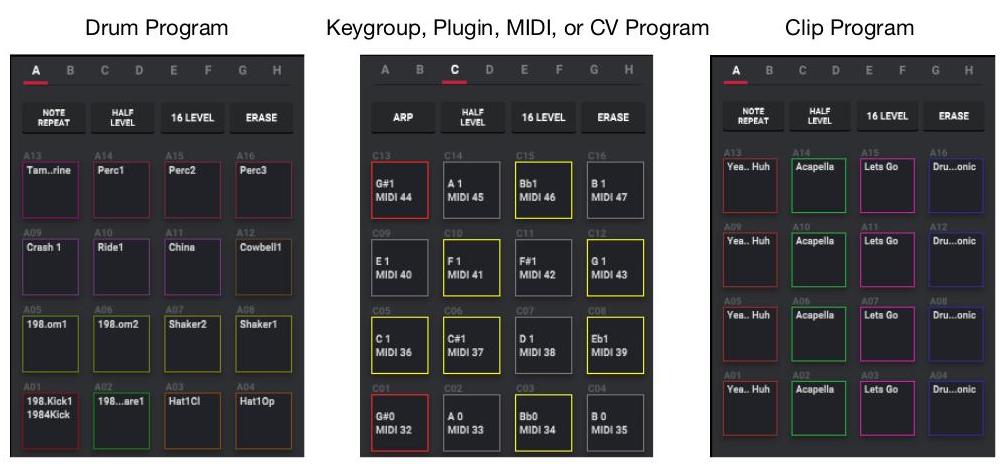 Drum Program
A B C D E F G H
NOTE REPEAT HALF LEVEL 16 LEVEL ERASE
A13 A14 A15 A16
Tam..rine Perc1 Perc2 Perc3
A09 A10 A11 A12
Crash 1 Ride1 China Cowbell1
A05 A06 A07 A08
198.om1 198.om2 Shaker2 Shaker1
A01 A02 A03 A04
198.Kick1 198...are1 Hat1Cl Hat1Op
1984Kick
Keygroup, Plugin, MIDI, or CV Program
A B C D E F G H
ARP HALF LEVEL 16 LEVEL ERASE
C13 C14 C15 C16
G#1 A 1 Bb1 B 1
MIDI 44 MIDI 45 MIDI 46 MIDI 47
C09 C10 C11 C12
E 1 F 1 F#1 G 1
MIDI 40 MIDI 41 MIDI 42 MIDI 43
C05 C06 C07 C08
C 1 C#1 D 1 Eb1
MIDI 36 MIDI 37 MIDI 38 MIDI 39
C01 C02 C03 C04
G#0 A 0 Bb0 B 0
MIDI 32 MIDI 33 MIDI 34 MIDI 35
Clip Program
A B C D E F G H
NOTE REPEAT HALF LEVEL 16 LEVEL ERASE
A13 A14 A15 A16
Yea.. Huh Acapella Lets Go Dru...onic
A09 A10 A11 A12
Yea.. Huh Acapella Lets Go Dru...onic
A05 A06 A07 A08
Yea.. Huh Acapella Lets Go Dru...onic
A01 A02 A03 A04
Yea.. Huh Acapella Lets Go Dru...onic